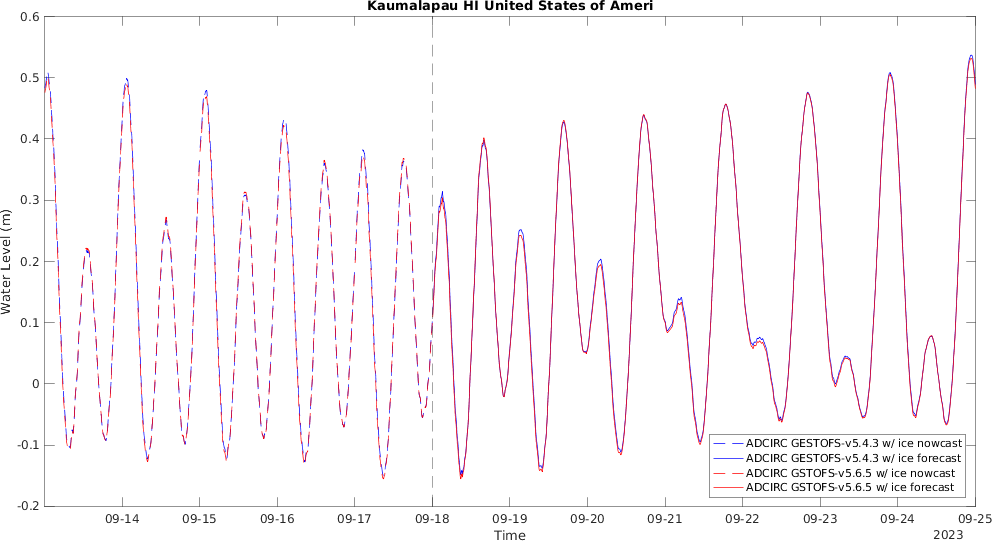 Kaumalapau HI United States of Ameri
0.6
0.5
0.4
0.3
0.2
0.1
0
-0.1
-0.2
Water Level (m)
09-14 09-15 09-16 09-17 09-18 09-19 09-20 09-21 09-22 09-23 09-24 09-25
Time
2023
ADCIRC GESTOFS-v5.4.3 w/ ice nowcast
ADCIRC GESTOFS-v5.4.3 w/ ice forecast
ADCIRC GSTOFS-v5.6.5 w/ ice nowcast
ADCIRC GSTOFS-v5.6.5 w/ ice forecast